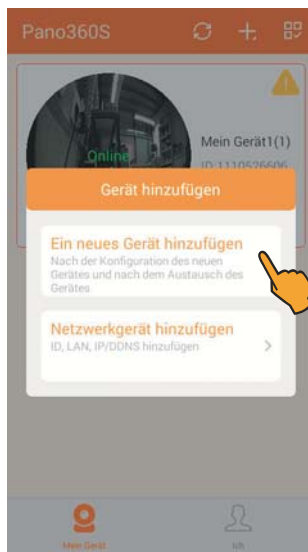 Pano360S
Mein Gerät1(1)
Online
ID:1110526606
Gerät hinzufügen
Ein neues Gerät hinzufügen
Nach der Konfiguration des neuen
Gerätes und nach dem Austausch des
Gerätes
Netzwerkgerät hinzufügen
ID, LAN, IP/DDNS hinzufügen
Mein Gerät